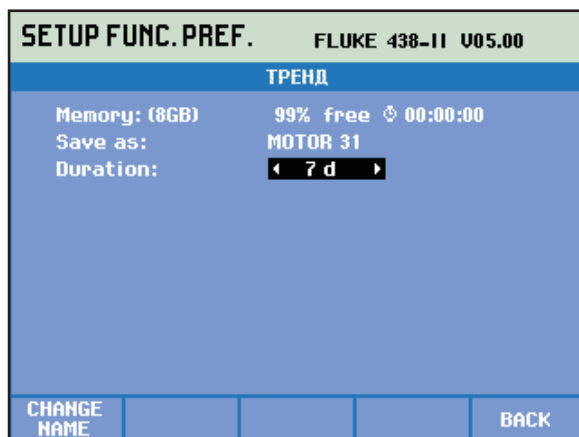 SETUP FUNC. PREF. FLUKE 438-II V05.00
ТРЕНД
Memory: (8GB) 99% free 00:00:00
Save as: MOTOR 31
Duration: 7 d
CHANGE NAME BACK